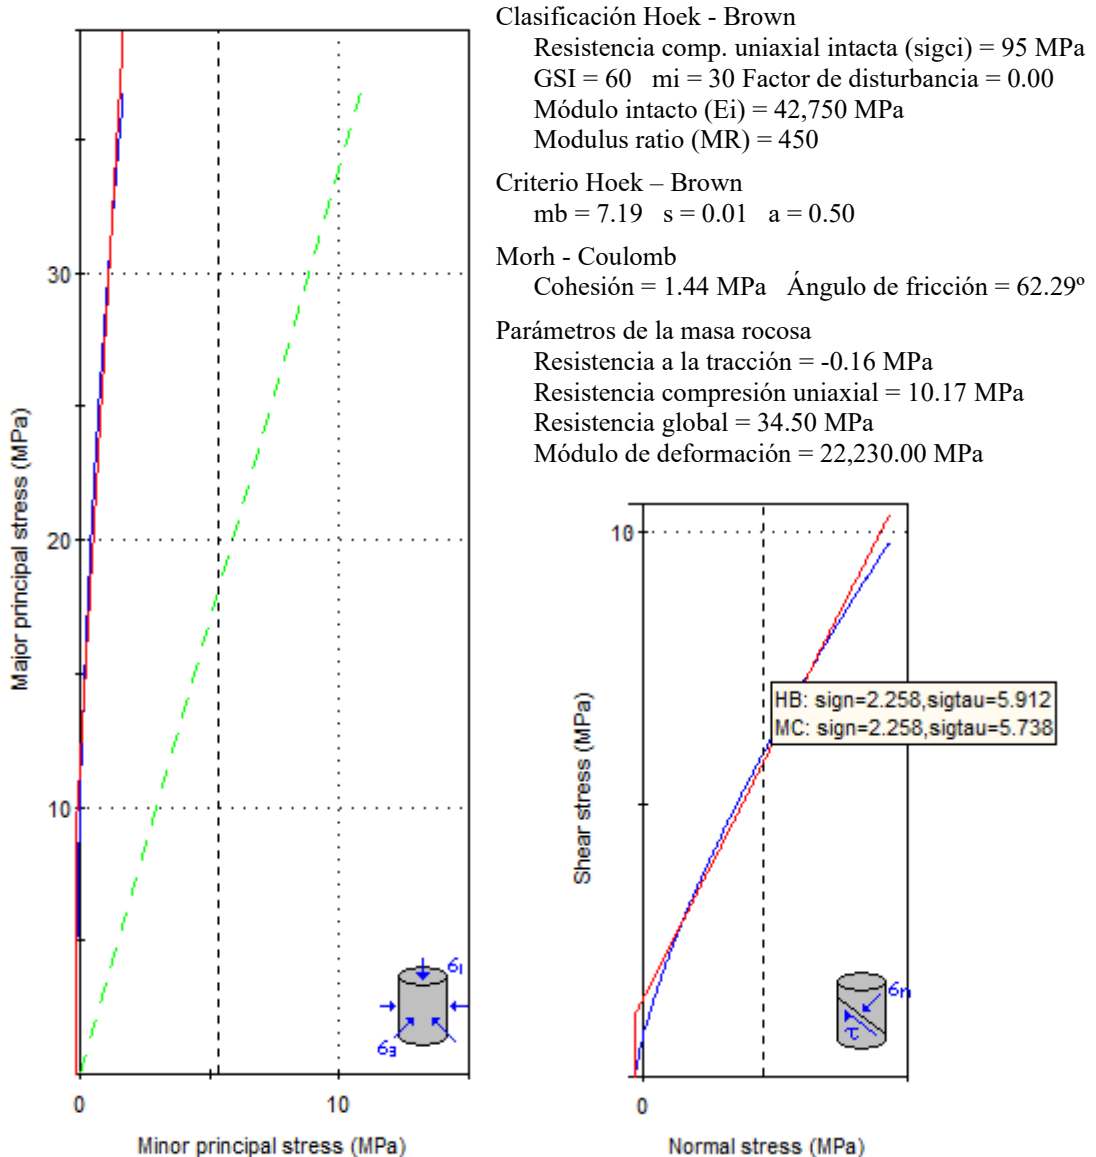 Clasificación Hoek - Brown
Resistencia comp. uniaxial intacta (sigci) = 95 MPa
GSI = 60 mi = 30 Factor de disturbancia = 0.00
Módulo intacto (Ei) = 42,750 MPa
Modulus ratio (MR) = 450
Criterio Hoek – Brown
mb = 7.19 s = 0.01 a = 0.50
Morh - Coulomb
Cohesión = 1.44 MPa Ángulo de fricción = 62.29º
Parámetros de la masa rocosa
Resistencia a la tracción = -0.16 MPa
Resistencia compresión uniaxial = 10.17 MPa
Resistencia global = 34.50 MPa
Módulo de deformación = 22,230.00 MPa
Major principal stress (MPa)
30
20
10
0
10
Minor principal stress (MPa)
σ1
σ3
Shear stress (MPa)
10
HB: sign=2.258,sigtau=5.912
MC: sign=2.258,sigtau=5.738
σn
τ
0
Normal stress (MPa)